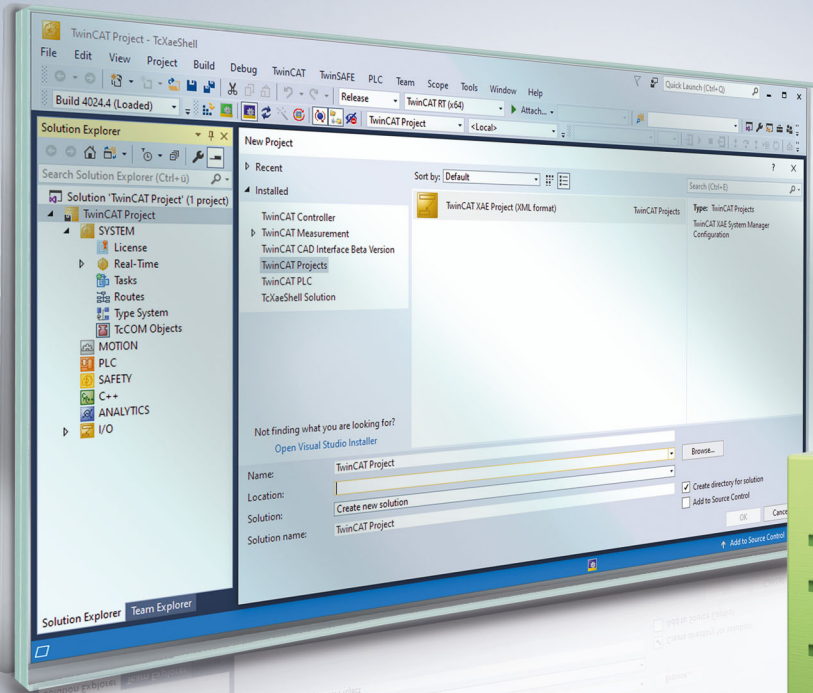 TwinCAT Project - TcXaeShell
Quick Launch (Ctrl+Q)
File Edit View Project Build Debug TwinCAT TwinSAFE PLC Team Scope Tools Window Help
Release TwinCAT RT (x64) Attach...
Build 4024.4 (Loaded) TwinCAT Project <Local>
Solution Explorer
Search Solution Explorer (Ctrl+ü)
Solution 'TwinCAT Project' (1 project)
TwinCAT Project
SYSTEM
License
Real-Time
Tasks
Routes
Type System
TcCOM Objects
MOTION
PLC
SAFETY
C++
ANALYTICS
I/O
Solution Explorer Team Explorer
New Project
? X
Recent
Installed
TwinCAT Controller
TwinCAT Measurement
TwinCAT CAD Interface Beta Version
TwinCAT Projects
TwinCAT PLC
TcXaeShell Solution
Not finding what you are looking for?
Open Visual Studio Installer
Sort by: Default
TwinCAT XAE Project (XML format) TwinCAT Projects
Search (Ctrl+E)
Type: TwinCAT Projects
TwinCAT XAE System Manager
Configuration
Name: TwinCAT Project
Location:
Browse...
Solution: Create new solution
Solution name: TwinCAT Project
Create directory for solution
Add to Source Control
OK Cance
Add to Source Control